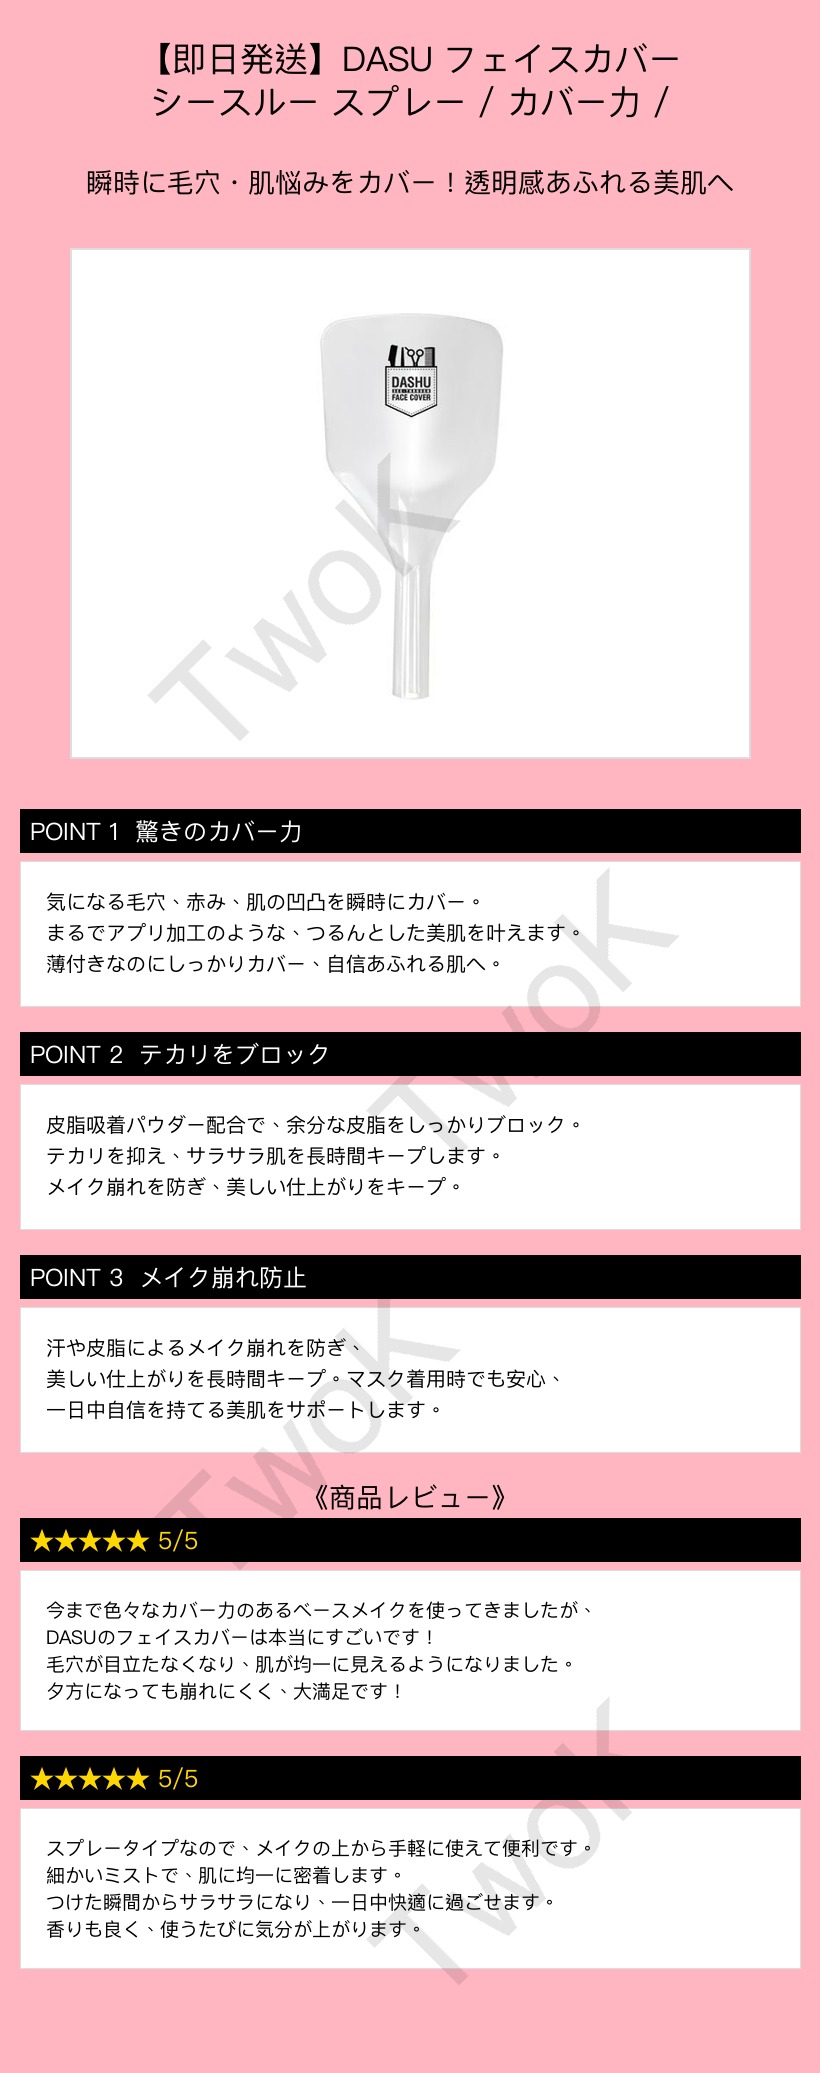 【即日発送】DASU フェイスカバー
シースルー スプレー / カバー力 /
瞬時に毛穴・肌悩みをカバー！透明感あふれる美肌へ
DASHU
SEE-THROUGH
FACE COVER
TwoK
POINT 1 驚きのカバー力
気になる毛穴、赤み、肌の凹凸を瞬時にカバー。
まるでアプリ加工のような、つるんとした美肌を叶えます。
薄付きなのにしっかりカバー、自信あふれる肌へ。
TwoK
POINT 2 テカリをブロック
皮脂吸着パウダー配合で、余分な皮脂をしっかりブロック。
テカリを抑え、サラサラ肌を長時間キープします。
メイク崩れを防ぎ、美しい仕上がりをキープ。
POINT 3 メイク崩れ防止
汗や皮脂によるメイク崩れを防ぎ、
美しい仕上がりを長時間キープ。マスク着用時でも安心、
一日中自信を持てる美肌をサポートします。
TwoK
《商品レビュー》
★★★★★ 5/5
今まで色々なカバー力のあるベースメイクを使ってきましたが、
DASUのフェイスカバーは本当にすごいです！
毛穴が目立たなくなり、肌が均一に見えるようになりました。
夕方になっても崩れにくく、大満足です！
★★★★★ 5/5
スプレータイプなので、メイクの上から手軽に使えて便利です。
細かいミストで、肌に均一に密着します。
つけた瞬間からサラサラになり、一日中快適に過ごせます。
香りも良く、使うたびに気分が上がります。
TwoK